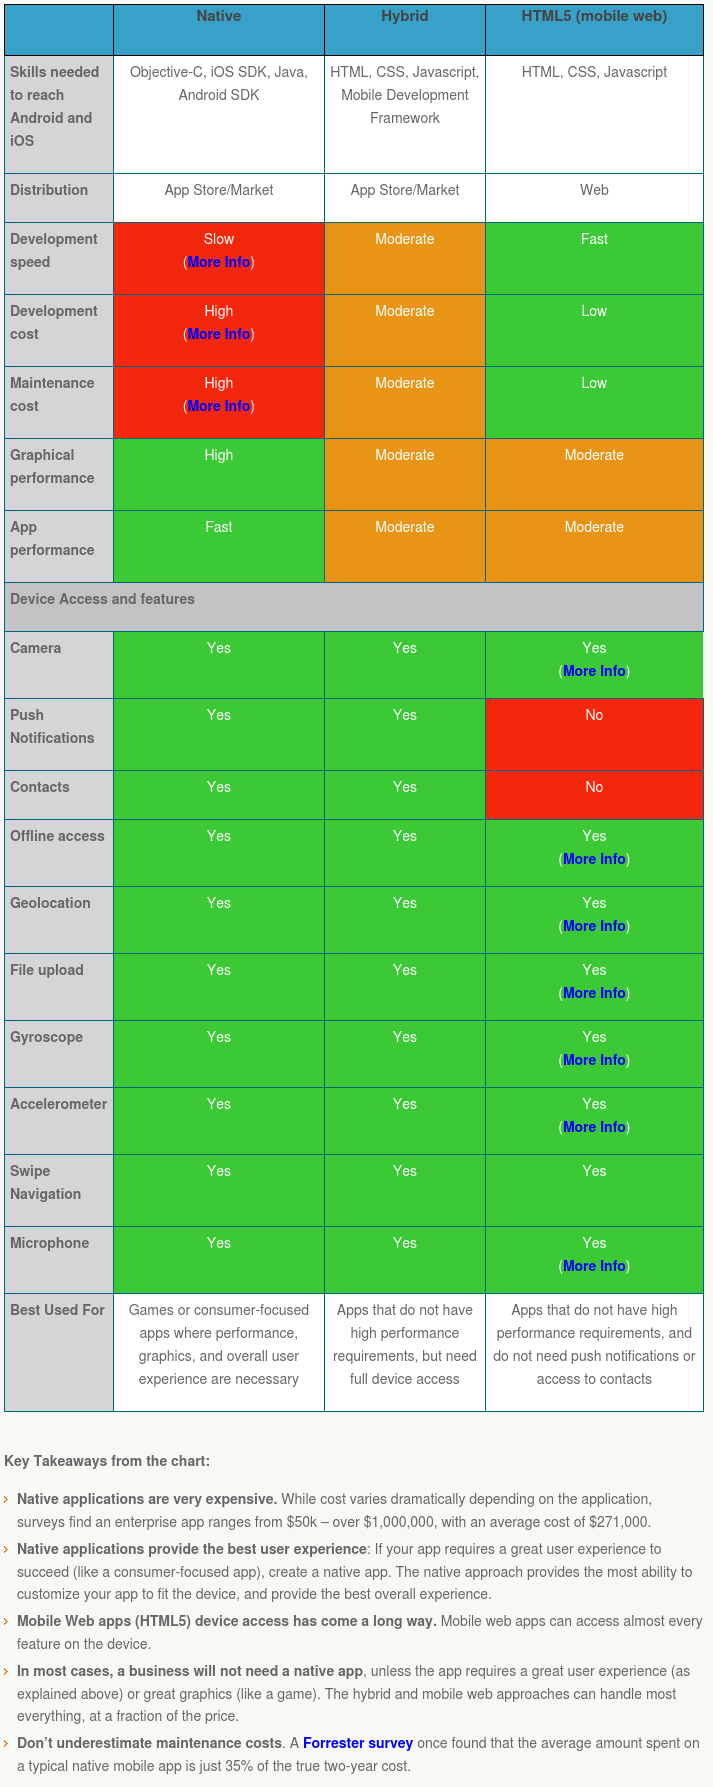 Native Hybrid HTML5 (mobile web)
Skills needed Objective-C, iOS SDK, Java, HTML, CSS, Javascript, HTML, CSS, Javascript
to reach Android SDK Mobile Development
Android and Framework
iOS
Distribution App Store/Market App Store/Market Web
Development Slow Moderate Fast
speed (More Info)
Development High Moderate Low
cost (More Info)
Maintenance High Moderate Low
cost (More Info)
Graphical High Moderate Moderate
performance
App Fast Moderate Moderate
performance
Device Access and features
Camera Yes Yes Yes
(More Info)
Push Yes Yes No
Notifications
Contacts Yes Yes No
Offline access Yes Yes Yes
(More Info)
Geolocation Yes Yes Yes
(More Info)
File upload Yes Yes Yes
(More Info)
Gyroscope Yes Yes Yes
(More Info)
Accelerometer Yes Yes Yes
(More Info)
Swipe Yes Yes Yes
Navigation
Microphone Yes Yes Yes
(More Info)
Best Used For Games or consumer-focused Apps that do not have Apps that do not have high
apps where performance, high performance performance requirements, and
graphics, and overall user requirements, but need do not need push notifications or
experience are necessary full device access access to contacts
Key Takeaways from the chart:
Native applications are very expensive. While cost varies dramatically depending on the application,
surveys find an enterprise app ranges from $50k – over $1,000,000, with an average cost of $271,000.
Native applications provide the best user experience: If your app requires a great user experience to
succeed (like a consumer-focused app), create a native app. The native approach provides the most ability to
customize your app to fit the device, and provide the best overall experience.
Mobile Web apps (HTML5) device access has come a long way. Mobile web apps can access almost every
feature on the device.
In most cases, a business will not need a native app, unless the app requires a great user experience (as
explained above) or great graphics (like a game). The hybrid and mobile web approaches can handle most
everything, at a fraction of the price.
Don’t underestimate maintenance costs. A Forrester survey once found that the average amount spent on
a typical native mobile app is just 35% of the true two-year cost.